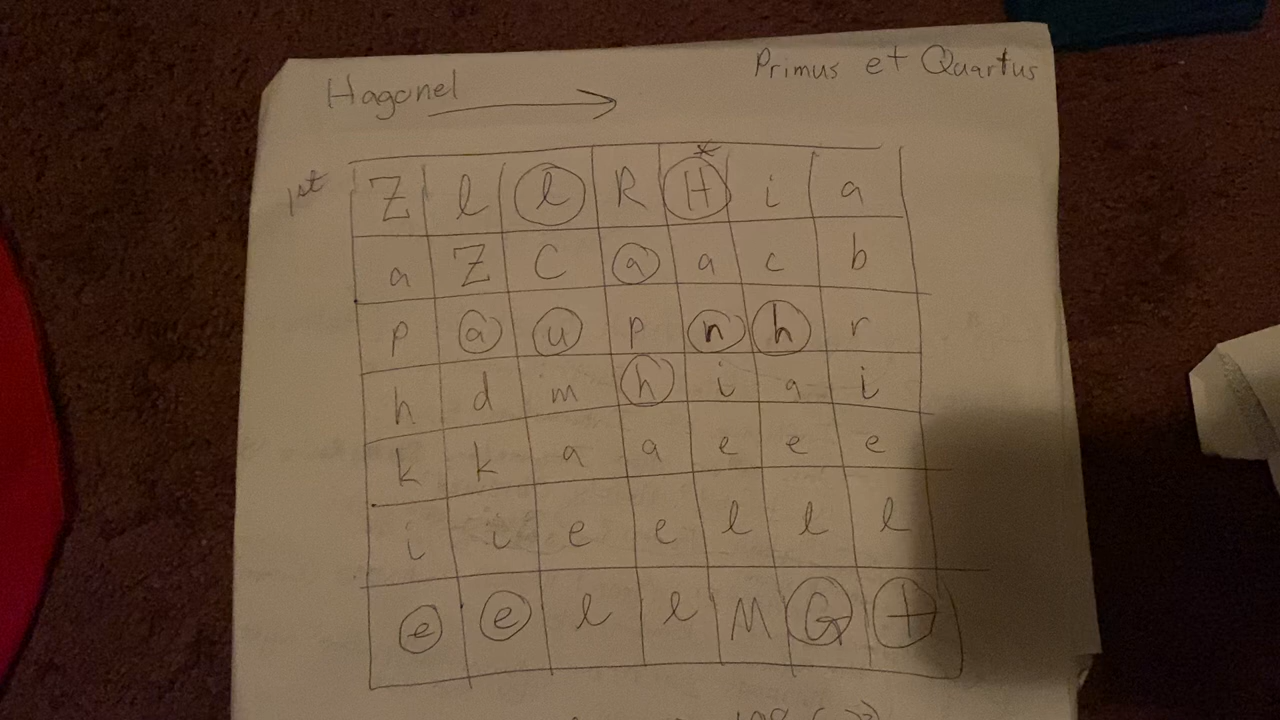 Hagonel → Primus et Quartus
1st Z l l R H* i a
a Z C a a c b
p a u p n h r
h d m h i a i
k k a a e e e
i i e e l l l
e e l l M G +